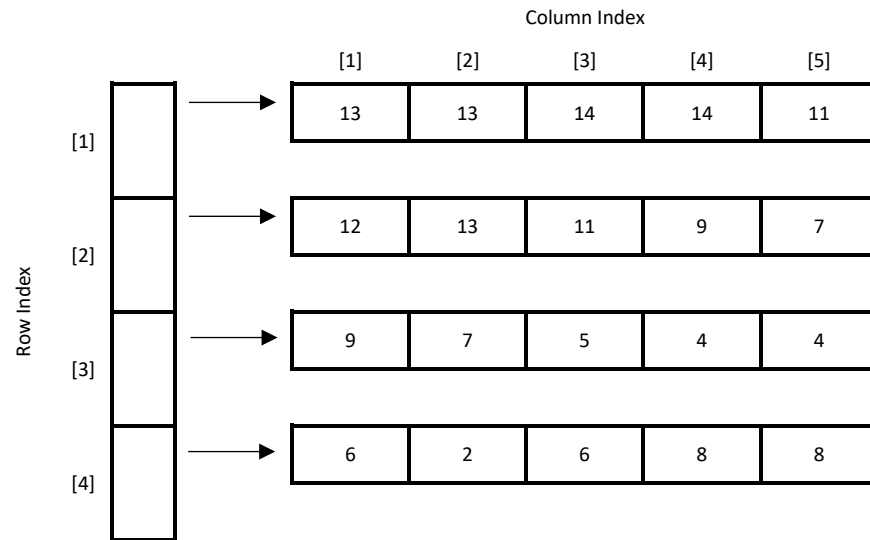 Column Index
[1] [2] [3] [4] [5]
13 13 14 14 11
[1]
12 13 11 9 7
[2]
Row Index
9 7 5 4 4
[3]
6 2 6 8 8
[4]